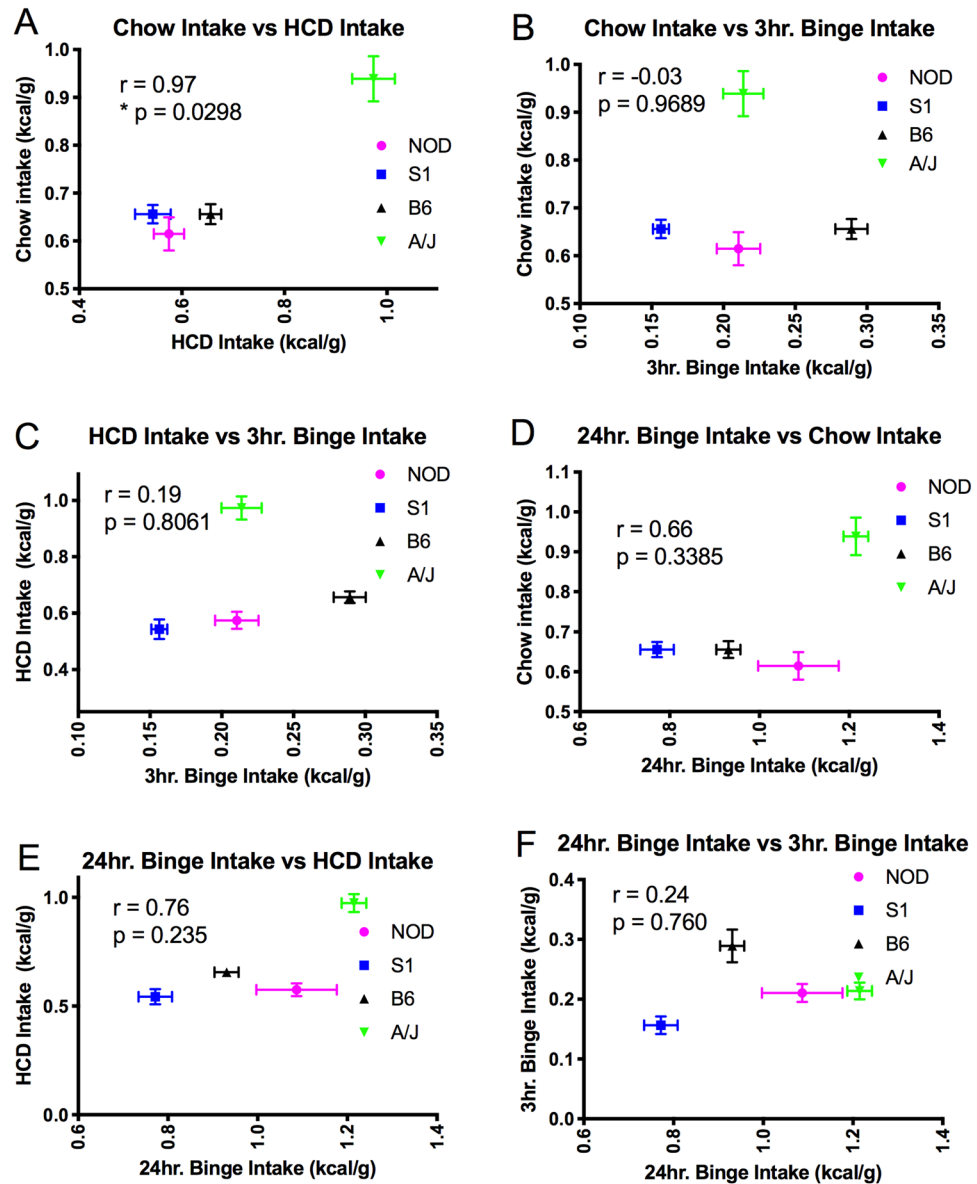 A
Chow Intake vs HCD Intake
r = 0.97
* p = 0.0298
NOD
S1
B6
A/J
Chow intake (kcal/g)
1.0
0.9
0.8
0.7
0.6
0.5
0.4
0.6
0.8
1.0
HCD Intake (kcal/g)
B
Chow Intake vs 3hr. Binge Intake
r = -0.03
p = 0.9689
NOD
S1
B6
A/J
Chow intake (kcal/g)
1.0
0.9
0.8
0.7
0.6
0.5
0.10
0.15
0.20
0.25
0.30
0.35
3hr. Binge Intake (kcal/g)
C
HCD Intake vs 3hr. Binge Intake
r = 0.19
p = 0.8061
NOD
S1
B6
A/J
HCD Intake (kcal/g)
1.0
0.8
0.6
0.4
0.10
0.15
0.20
0.25
0.30
0.35
3hr. Binge Intake (kcal/g)
D
24hr. Binge Intake vs Chow Intake
r = 0.66
p = 0.3385
NOD
S1
B6
A/J
Chow intake (kcal/g)
1.1
1.0
0.9
0.8
0.7
0.6
0.5
0.6
0.8
1.0
1.2
1.4
24hr. Binge Intake (kcal/g)
E
24hr. Binge Intake vs HCD Intake
r = 0.76
p = 0.235
NOD
S1
B6
A/J
HCD Intake (kcal/g)
1.0
0.5
0.0
0.6
0.8
1.0
1.2
1.4
24hr. Binge Intake (kcal/g)
F
24hr. Binge Intake vs 3hr. Binge Intake
r = 0.24
p = 0.760
NOD
S1
B6
A/J
3hr. Binge Intake (kcal/g)
0.4
0.3
0.2
0.1
0.0
0.6
0.8
1.0
1.2
1.4
24hr. Binge Intake (kcal/g)